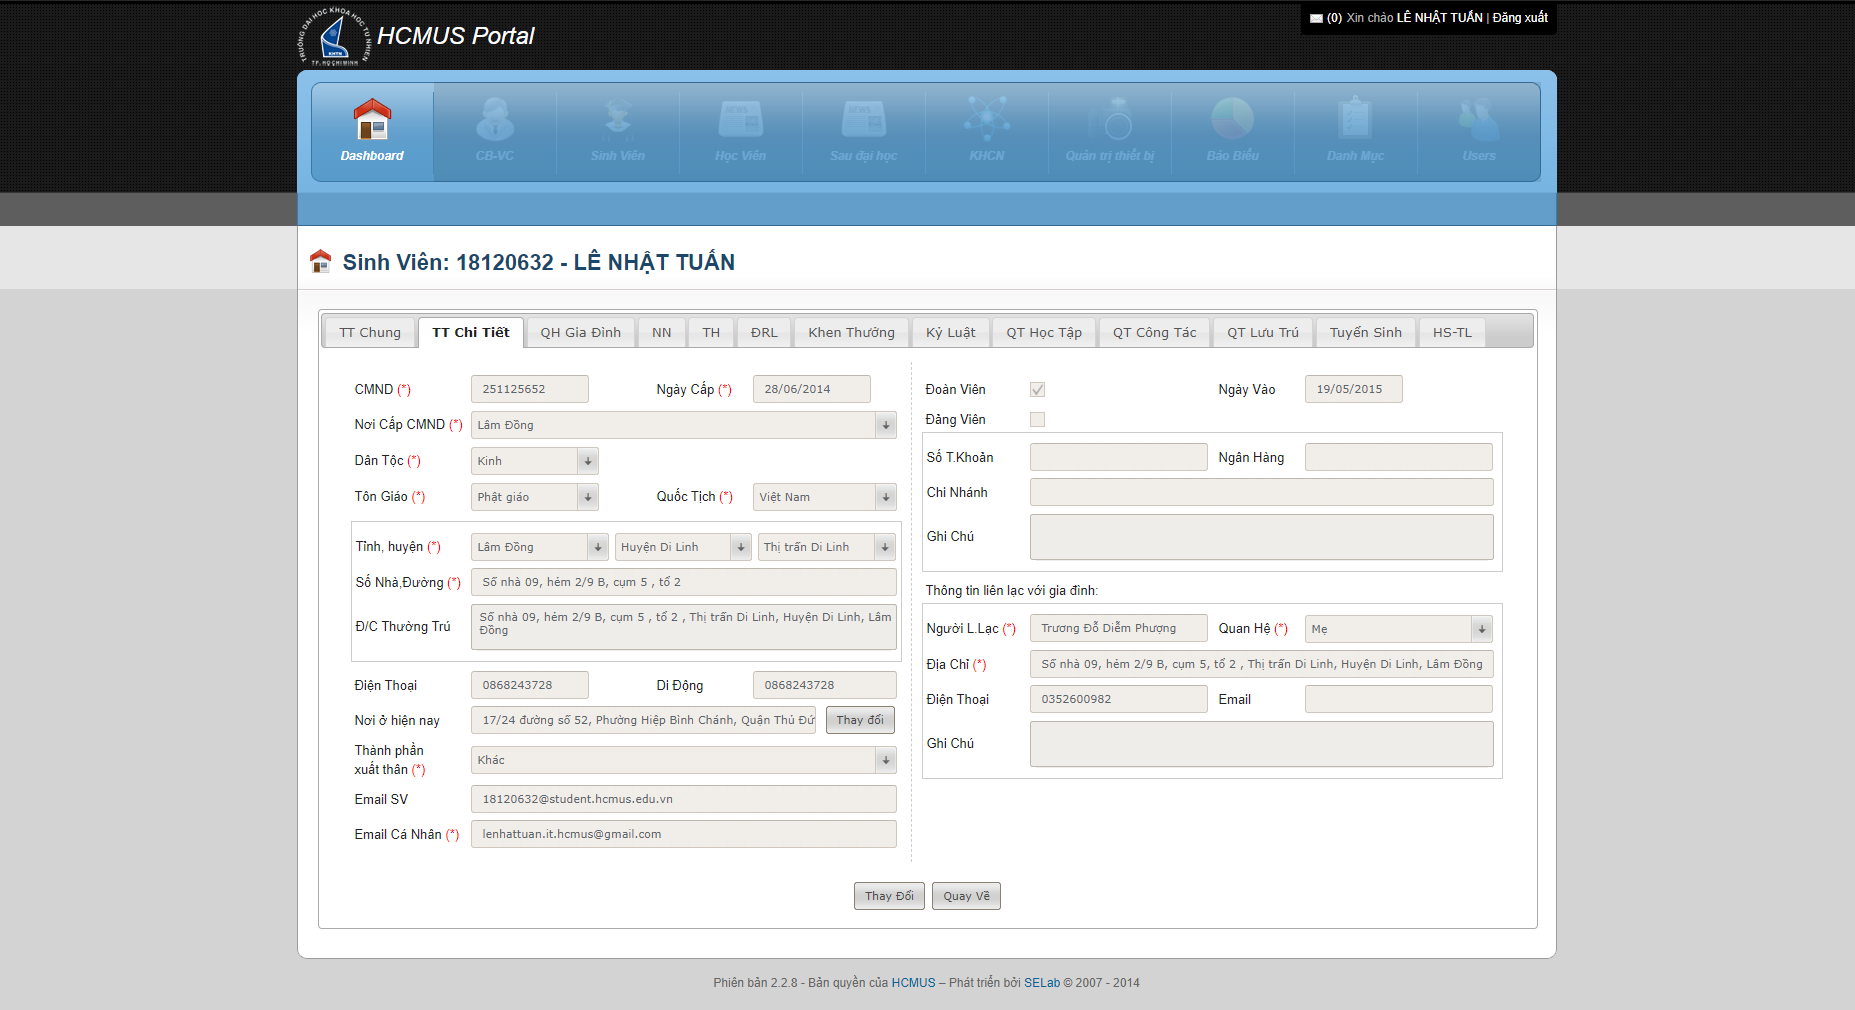 TRƯỜNG ĐẠI HỌC KHOA HỌC TỰ NHIÊN
KHTN
TP.HỒ CHÍ MINH
HCMUS Portal
(0) Xin chào LÊ NHẬT TUẤN | Đăng xuất
Dashboard CB-VC Sinh Viên Học Viên Sau đại học KHCN Quản trị thiết bị Báo Biểu Danh Mục Users
Sinh Viên: 18120632 - LÊ NHẬT TUẤN
TT Chung TT Chi Tiết QH Gia Đình NN TH ĐRL Khen Thưởng Kỷ Luật QT Học Tập QT Công Tác QT Lưu Trú Tuyển Sinh HS-TL
CMND (*) 251125652 Ngày Cấp (*) 28/06/2014
Nơi Cấp CMND (*) Lâm Đồng
Dân Tộc (*) Kinh
Tôn Giáo (*) Phật giáo Quốc Tịch (*) Việt Nam
Tỉnh, huyện (*) Lâm Đồng Huyện Di Linh Thị trấn Di Linh
Số Nhà,Đường (*) Số nhà 09, hẻm 2/9 B, cụm 5 , tổ 2
Đ/C Thường Trú Số nhà 09, hẻm 2/9 B, cụm 5 , tổ 2 , Thị trấn Di Linh, Huyện Di Linh, Lâm
Đồng
Điện Thoại 0868243728 Di Động 0868243728
Nơi ở hiện nay 17/24 đường số 52, Phường Hiệp Bình Chánh, Quận Thủ Đứ Thay đổi
Thành phần
xuất thân (*) Khác
Email SV 18120632@student.hcmus.edu.vn
Email Cá Nhân (*) lenhattuan.it.hcmus@gmail.com
Đoàn Viên Ngày Vào 19/05/2015
Đảng Viên
Số T.Khoản Ngân Hàng
Chi Nhánh
Ghi Chú
Thông tin liên lạc với gia đình:
Người L.Lạc (*) Trương Đỗ Diễm Phượng Quan Hệ (*) Mẹ
Địa Chỉ (*) Số nhà 09, hẻm 2/9 B, cụm 5, tổ 2 , Thị trấn Di Linh, Huyện Di Linh, Lâm Đồng
Điện Thoại 0352600982 Email
Ghi Chú
Thay Đổi Quay Về
Phiên bản 2.2.8 - Bản quyền của HCMUS – Phát triển bởi SELab © 2007 - 2014